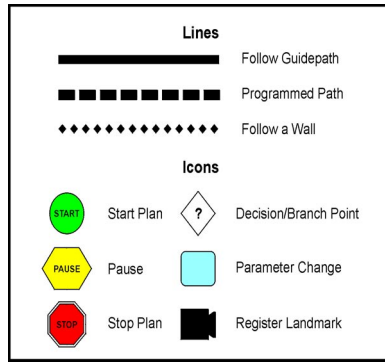 Lines
Follow Guidepath
Programmed Path
Follow a Wall
Icons
START Start Plan ? Decision/Branch Point
PAUSE Pause Parameter Change
STOP Stop Plan Register Landmark